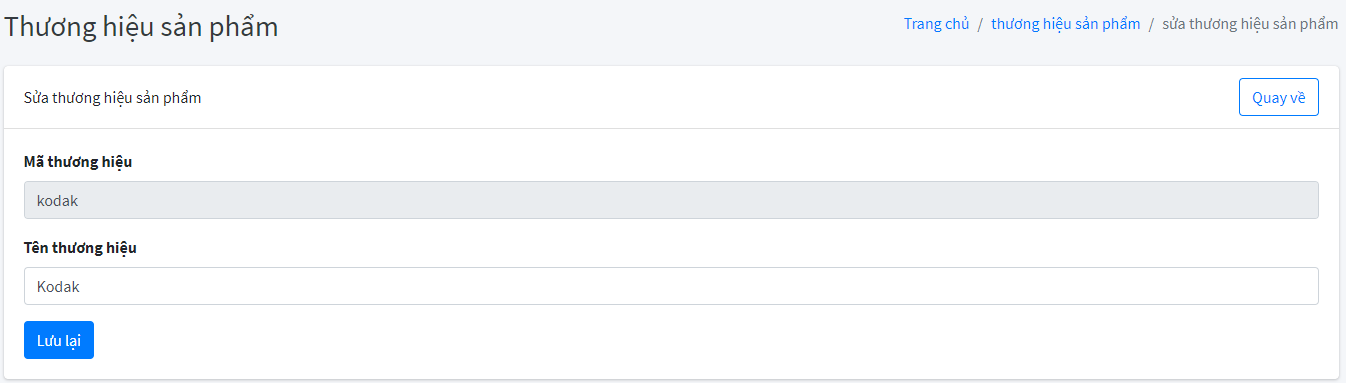 Thương hiệu sản phẩm
Trang chủ / thương hiệu sản phẩm / sửa thương hiệu sản phẩm
Sửa thương hiệu sản phẩm
Quay về
Mã thương hiệu
kodak
Tên thương hiệu
Kodak
Lưu lại